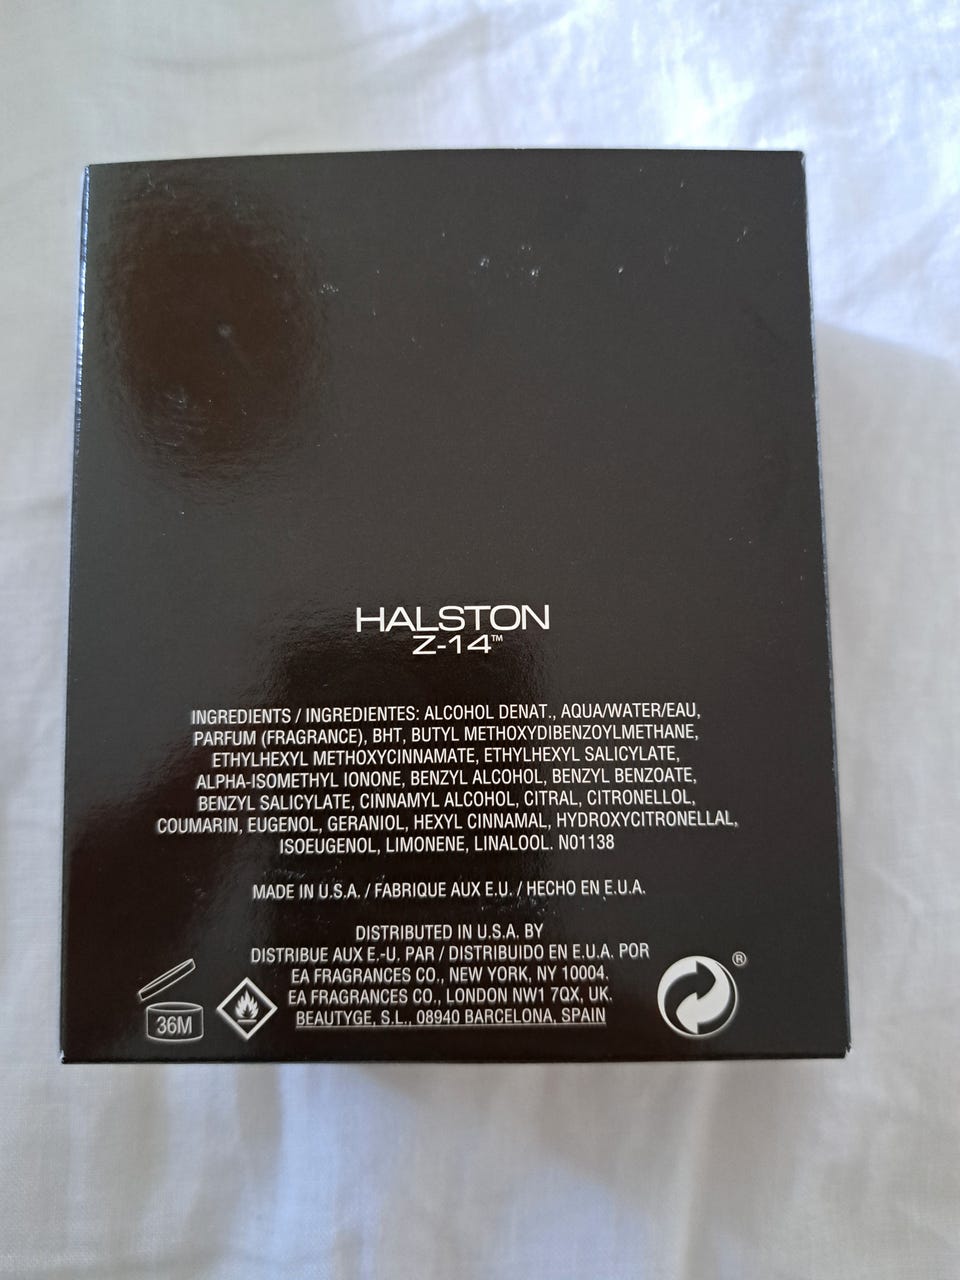 HALSTON
Z-14™
INGREDIENTS / INGREDIENTES: ALCOHOL DENAT., AQUA/WATER/EAU,
PARFUM (FRAGRANCE), BHT, BUTYL METHOXYDIBENZOYLMETHANE,
ETHYLHEXYL METHOXYCINNAMATE, ETHYLHEXYL SALICYLATE,
ALPHA-ISOMETHYL IONONE, BENZYL ALCOHOL, BENZYL BENZOATE,
BENZYL SALICYLATE, CINNAMYL ALCOHOL, CITRAL, CITRONELLOL,
COUMARIN, EUGENOL, GERANIOL, HEXYL CINNAMAL, HYDROXYCITRONELLAL,
ISOEUGENOL, LIMONENE, LINALOOL. N01138
MADE IN U.S.A. / FABRIQUE AUX E.U. / HECHO EN E.U.A.
DISTRIBUTED IN U.S.A. BY
DISTRIBUE AUX E.-U. PAR / DISTRIBUIDO EN E.U.A. POR
EA FRAGRANCES CO., NEW YORK, NY 10004.
EA FRAGRANCES CO., LONDON NW1 7QX, UK.
BEAUTYGE, S.L., 08940 BARCELONA, SPAIN
36M
®